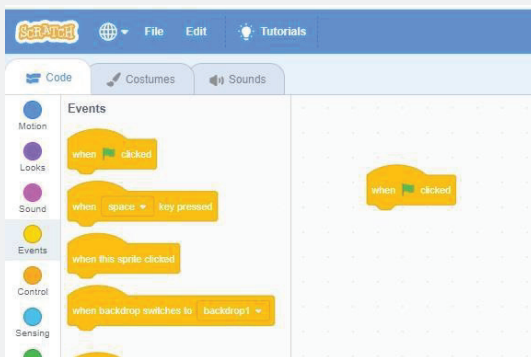 SCRATCH File Edit Tutorials
Code Costumes Sounds
Motion
Looks
Sound
Events
Control
Sensing
Events
when clicked
when space key pressed
when this sprite clicked
when backdrop switches to backdrop1
when clicked